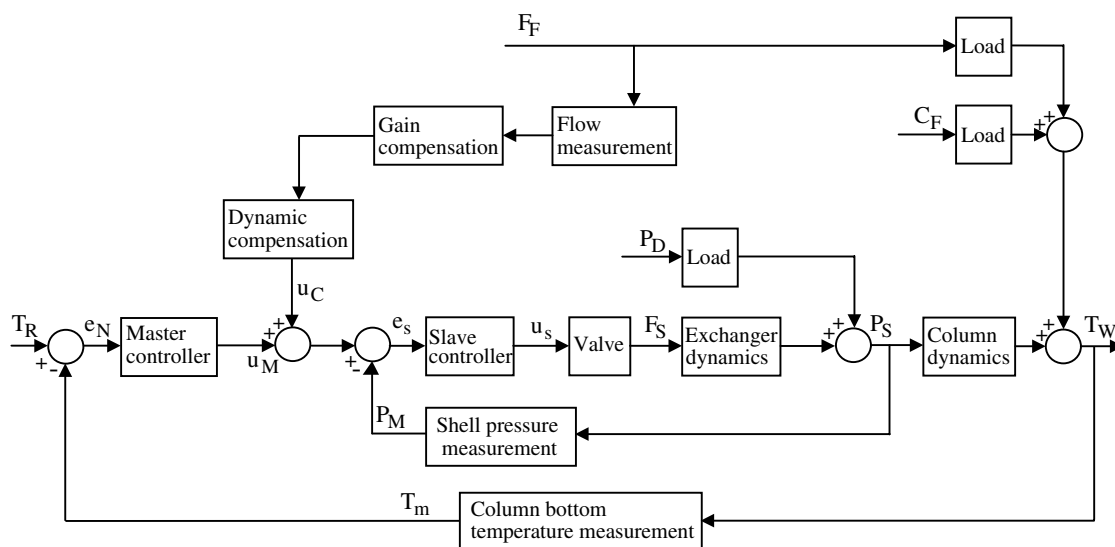 F_F
Load
Gain
compensation
Flow
measurement
C_F
Load
+ +
+
Dynamic
compensation
P_D
Load
u_C
T_R
e_N
Master
controller
u_M
+ +
+
e_s
Slave
controller
u_s
Valve
F_S
Exchanger
dynamics
+ +
P_S
Column
dynamics
+ +
T_W
+ -
+ -
P_M
Shell pressure
measurement
T_m
Column bottom
temperature measurement